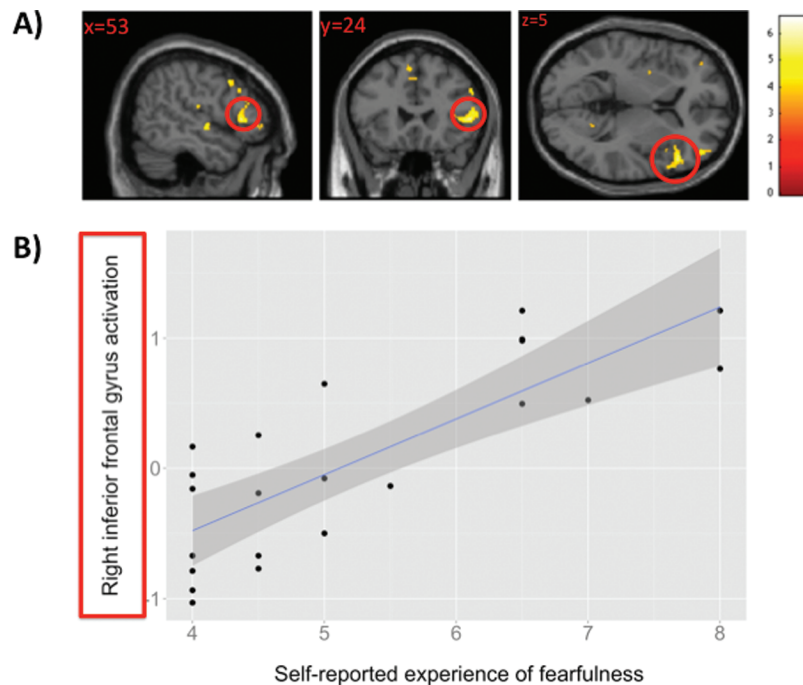 A)
x=53
y=24
z=5
6
5
4
3
2
1
0
B)
Right inferior frontal gyrus activation
1
0
-1
4
5
6
7
8
Self-reported experience of fearfulness